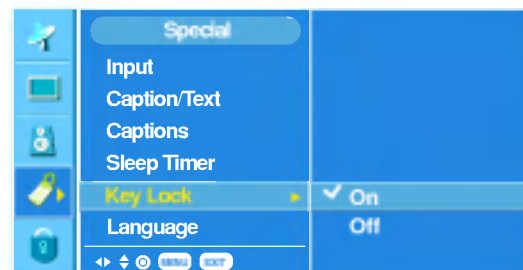 Special
Input
Caption/Text
Captions
Sleep Timer
Key Lock
On
Language
Off
MENU EXIT